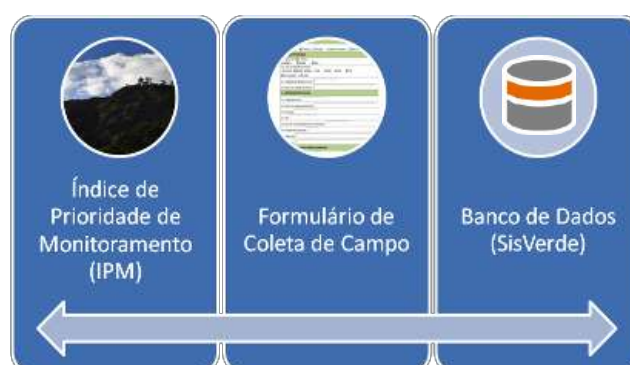 Índice de
Prioridade de
Monitoramento
(IPM)
Formulário de
Coleta de Campo
Banco de Dados
(SisVerde)